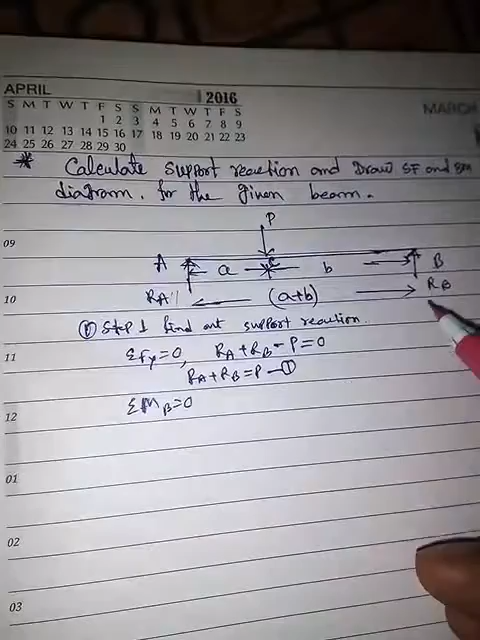 APRIL 2016
MARCH
S M T W T F S S M T W T F S
1 2 3 4 5 6 7 8 9
10 11 12 13 14 15 16 17 18 19 20 21 22 23
24 25 26 27 28 29 30
* Calculate support reaction and Draw SF and BM
diagram. for the given beam.
P
09
A a c b B
RA RB
10 (a+b)
① Step 1 find out support reaction.
11 ΣFy=0, RA+RB-P=0
RA+RB=P-①
12 ΣMB=0
01
02
03